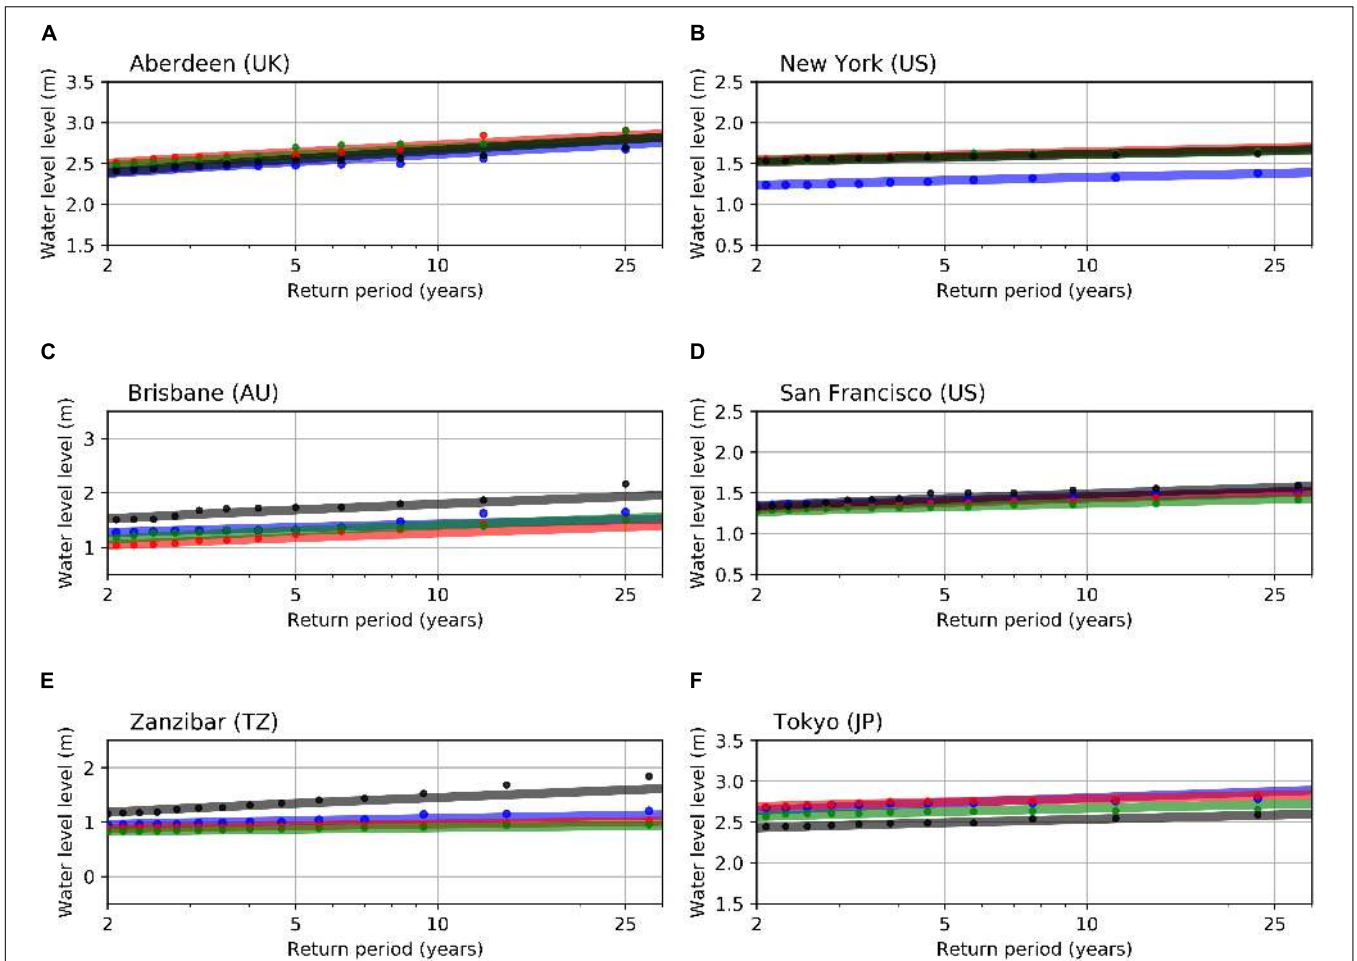 A
B
Aberdeen (UK)
New York (US)
Water level level (m)
3.5
3.0
2.5
2.0
1.5
2
5
10
25
Return period (years)
Water level level (m)
2.5
2.0
1.5
1.0
0.5
2
5
10
25
Return period (years)
C
D
Brisbane (AU)
San Francisco (US)
Water level level (m)
3
2
1
2
5
10
25
Return period (years)
Water level level (m)
2.5
2.0
1.5
1.0
0.5
2
5
10
25
Return period (years)
E
F
Zanzibar (TZ)
Tokyo (JP)
Water level level (m)
2
1
0
2
5
10
25
Return period (years)
Water level level (m)
3.5
3.0
2.5
2.0
1.5
2
5
10
25
Return period (years)